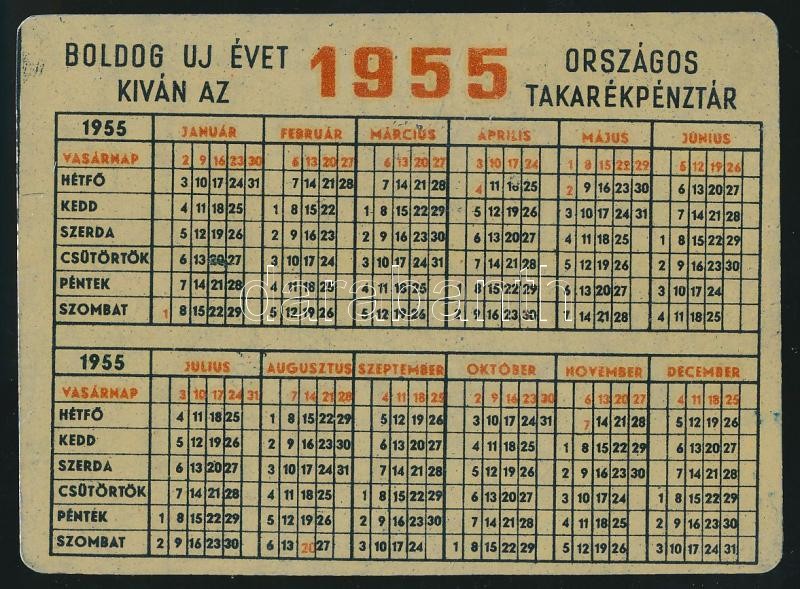 BOLDOG UJ ÉVET 1955 ORSZÁGOS
KIVÁN AZ TAKARÉKPÉNZTÁR
1955 JANUÁR FEBRUÁR MÁRCIUS ÁPRILIS MÁJUS JÚNIUS
VASÁRNAP 2 9 16 23 30 6 13 20 27 6 13 20 27 3 10 17 24 1 8 15 22 29 5 12 19 26
HÉTFŐ 3 10 17 24 31 7 14 21 28 7 14 21 28 4 11 18 25 2 9 16 23 30 6 13 20 27
KEDD 4 11 18 25 1 8 15 22 1 8 15 22 29 5 12 19 26 3 10 17 24 31 7 14 21 28
SZERDA 5 12 19 26 2 9 16 23 2 9 16 23 30 6 13 20 27 4 11 18 25 1 8 15 22 29
CSÜTÖRTÖK 6 13 20 27 3 10 17 24 3 10 17 24 31 7 14 21 28 5 12 19 26 2 9 16 23 30
PÉNTEK 7 14 21 28 4 11 18 25 4 11 18 25 1 8 15 22 29 6 13 20 27 3 10 17 24
SZOMBAT 1 8 15 22 29 5 12 19 26 5 12 19 26 2 9 16 23 30 7 14 21 28 4 11 18 25
darabanth
1955 JULIUS AUGUSZTUS SZEPTEMBER OKTÓBER NOVEMBER DECEMBER
VASÁRNAP 3 10 17 24 31 7 14 21 28 4 11 18 25 2 9 16 23 30 6 13 20 27 4 11 18 25
HÉTFŐ 4 11 18 25 1 8 15 22 29 5 12 19 26 3 10 17 24 31 7 14 21 28 5 12 19 26
KEDD 5 12 19 26 2 9 16 23 30 6 13 20 27 4 11 18 25 1 8 15 22 29 6 13 20 27
SZERDA 6 13 20 27 3 10 17 24 31 7 14 21 28 5 12 19 26 2 9 16 23 30 7 14 21 28
CSÜTÖRTÖK 7 14 21 28 4 11 18 25 1 8 15 22 29 6 13 20 27 3 10 17 24 1 8 15 22 29
PÉNTEK 1 8 15 22 29 5 12 19 26 2 9 16 23 30 7 14 21 28 4 11 18 25 2 9 16 23 30
SZOMBAT 2 9 16 23 30 6 13 20 27 3 10 17 24 1 8 15 22 29 5 12 19 26 3 10 17 24 31